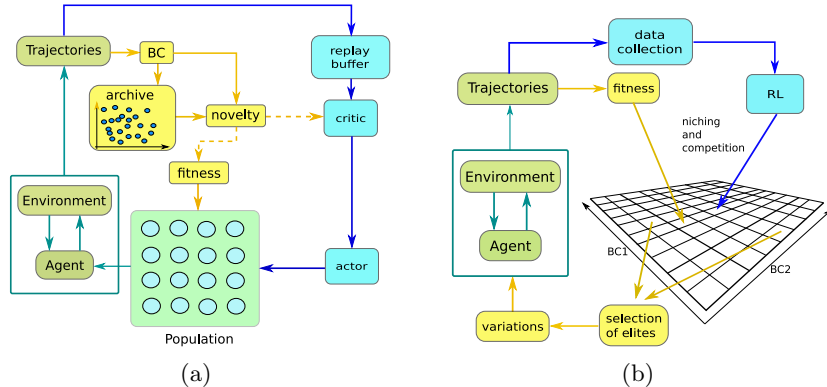 Trajectories
BC
replay
buffer
archive
novelty
critic
fitness
Environment
Agent
actor
Population
(a)
data
collection
Trajectories
fitness
RL
niching
and
competition
Environment
Agent
BC1
BC2
variations
selection
of elites
(b)